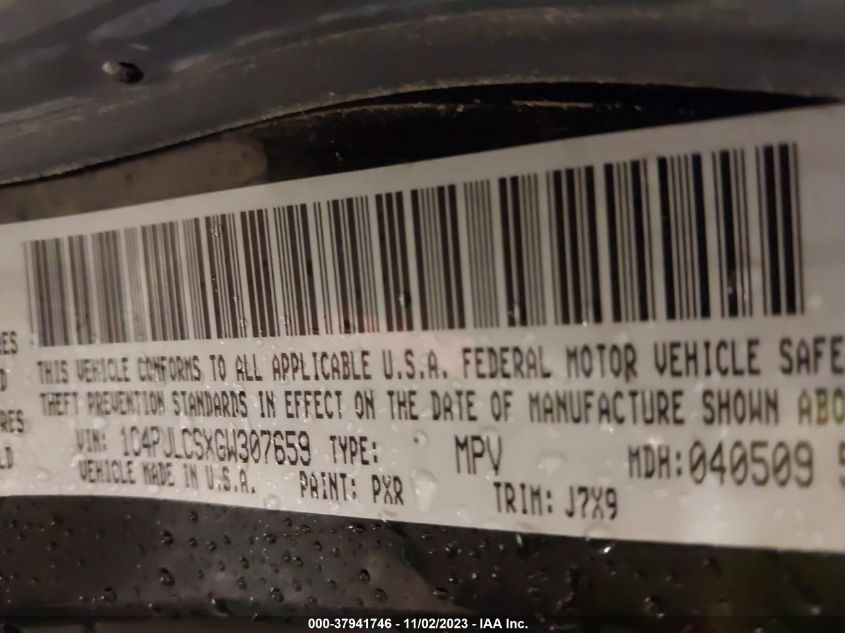 THIS VEHICLE CONFORMS TO ALL APPLICABLE U.S.A. FEDERAL MOTOR VEHICLE SAFE
THEFT PREVENTION STANDARDS IN EFFECT ON THE DATE OF MANUFACTURE SHOWN ABO
VIN: 1C4PJLCSXGW307659 TYPE: MPV MDH:040509 9
VEHICLE MADE IN U.S.A. PAINT: PXR TRIM: J7X9
RES
D
RES
LD
000-37941746 - 11/02/2023 - IAA Inc.